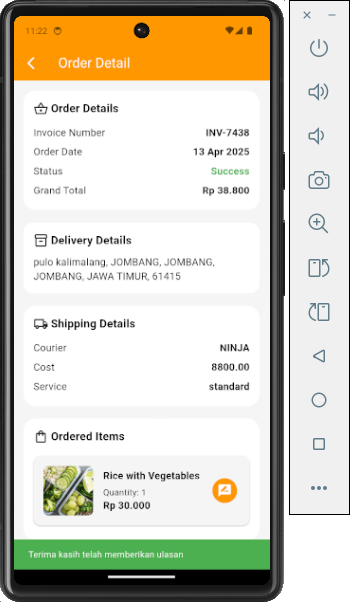 11:22
Order Detail
Order Details
Invoice Number INV-7438
Order Date 13 Apr 2025
Status Success
Grand Total Rp 38.800
Delivery Details
pulo kalimalang, JOMBANG, JOMBANG,
JOMBANG, JAWA TIMUR, 61415
Shipping Details
Courier NINJA
Cost 8800.00
Service standard
Ordered Items
Rice with Vegetables
Quantity: 1
Rp 30.000
Terima kasih telah memberikan ulasan